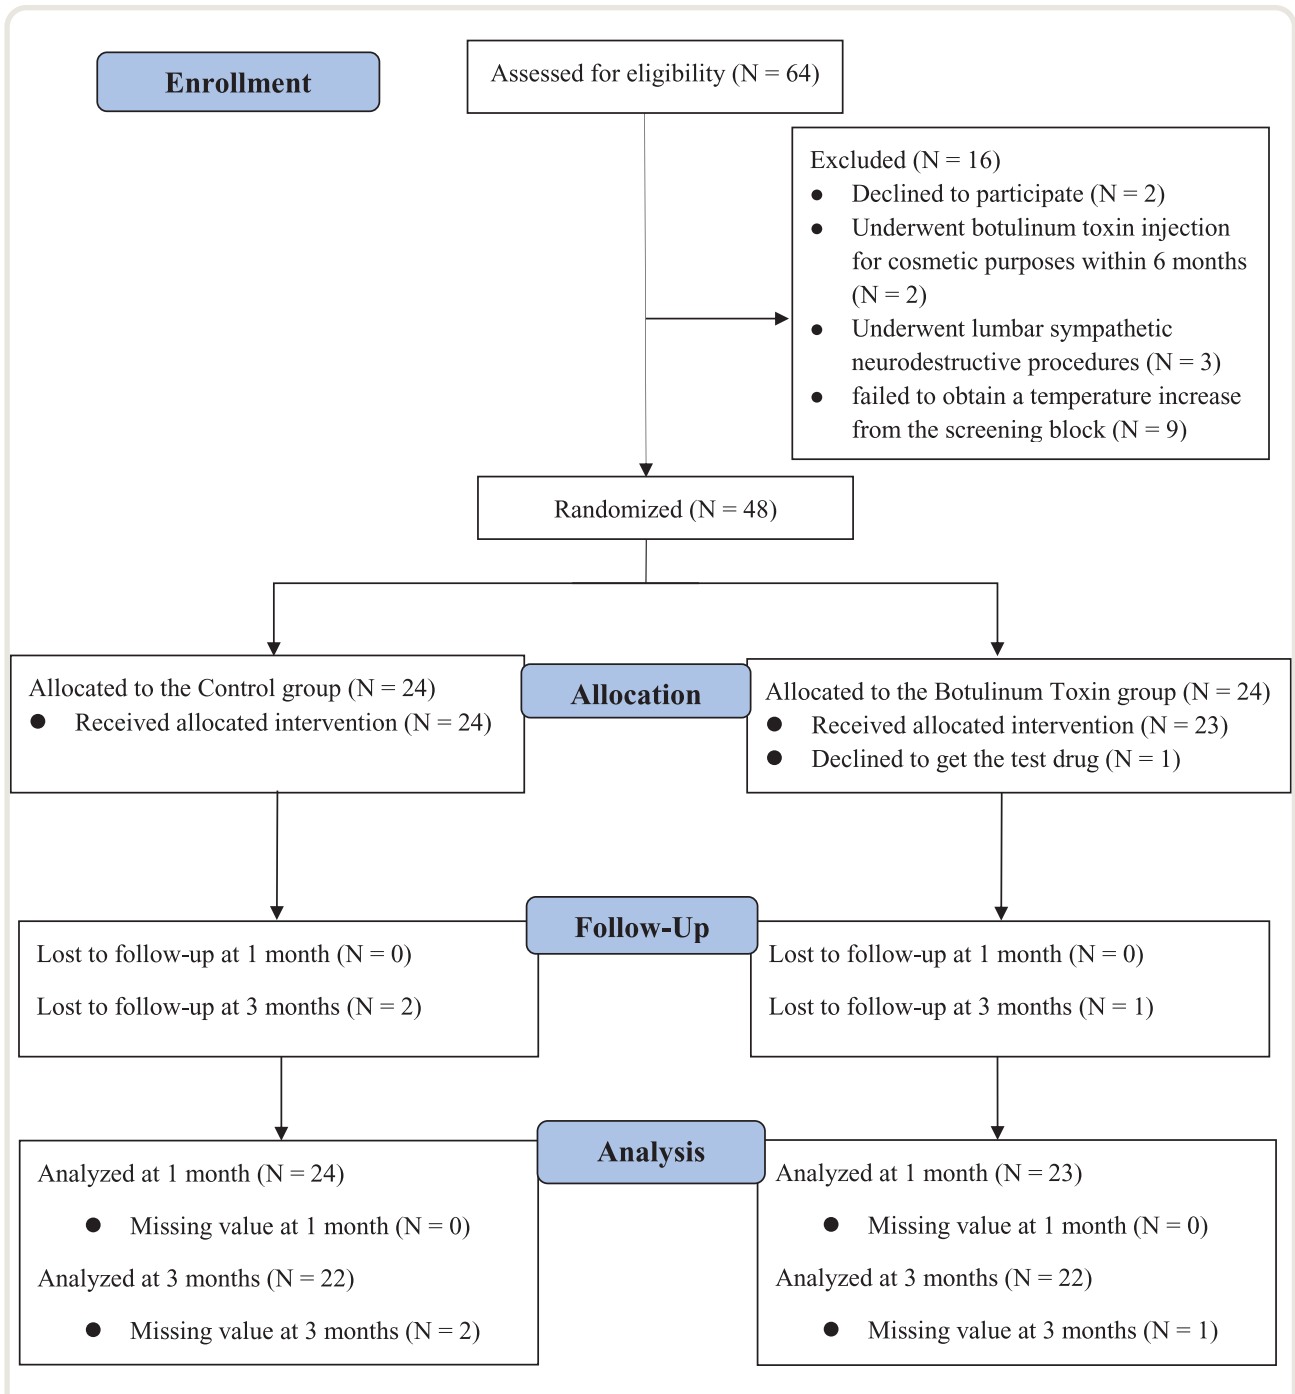 Enrollment
Assessed for eligibility (N = 64)
Excluded (N = 16)
● Declined to participate (N = 2)
● Underwent botulinum toxin injection
for cosmetic purposes within 6 months
(N = 2)
● Underwent lumbar sympathetic
neurodestructive procedures (N = 3)
● failed to obtain a temperature increase
from the screening block (N = 9)
Randomized (N = 48)
Allocation
Allocated to the Control group (N = 24)
● Received allocated intervention (N = 24)
Allocated to the Botulinum Toxin group (N = 24)
● Received allocated intervention (N = 23)
● Declined to get the test drug (N = 1)
Follow-Up
Lost to follow-up at 1 month (N = 0)
Lost to follow-up at 3 months (N = 2)
Lost to follow-up at 1 month (N = 0)
Lost to follow-up at 3 months (N = 1)
Analysis
Analyzed at 1 month (N = 24)
● Missing value at 1 month (N = 0)
Analyzed at 3 months (N = 22)
● Missing value at 3 months (N = 2)
Analyzed at 1 month (N = 23)
● Missing value at 1 month (N = 0)
Analyzed at 3 months (N = 22)
● Missing value at 3 months (N = 1)